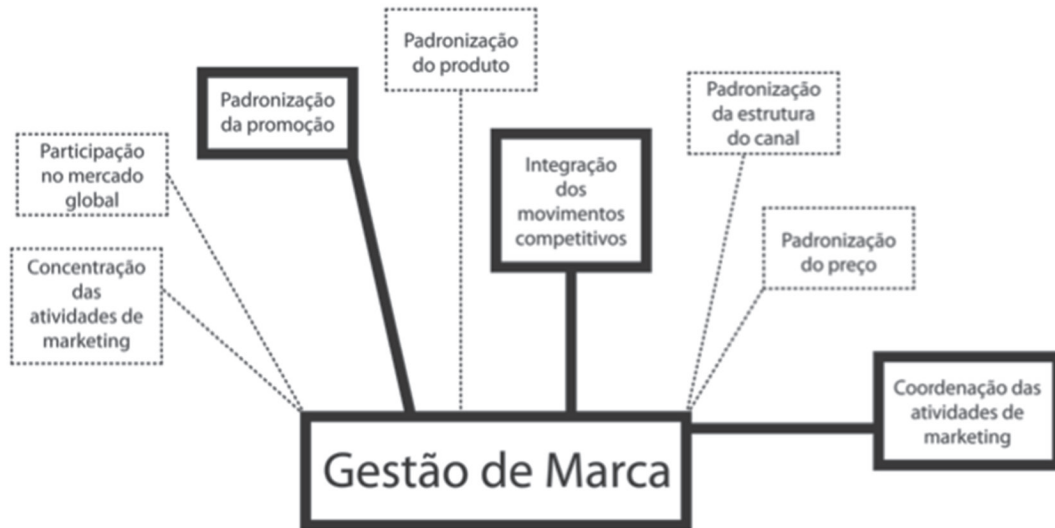 Padronização
do produto
Padronização
da promoção
Padronização
da estrutura
do canal
Participação
no mercado
global
Integração
dos
movimentos
competitivos
Padronização
do preço
Concentração
das
atividades de
marketing
Coordenação das
atividades de
marketing
Gestão de Marca